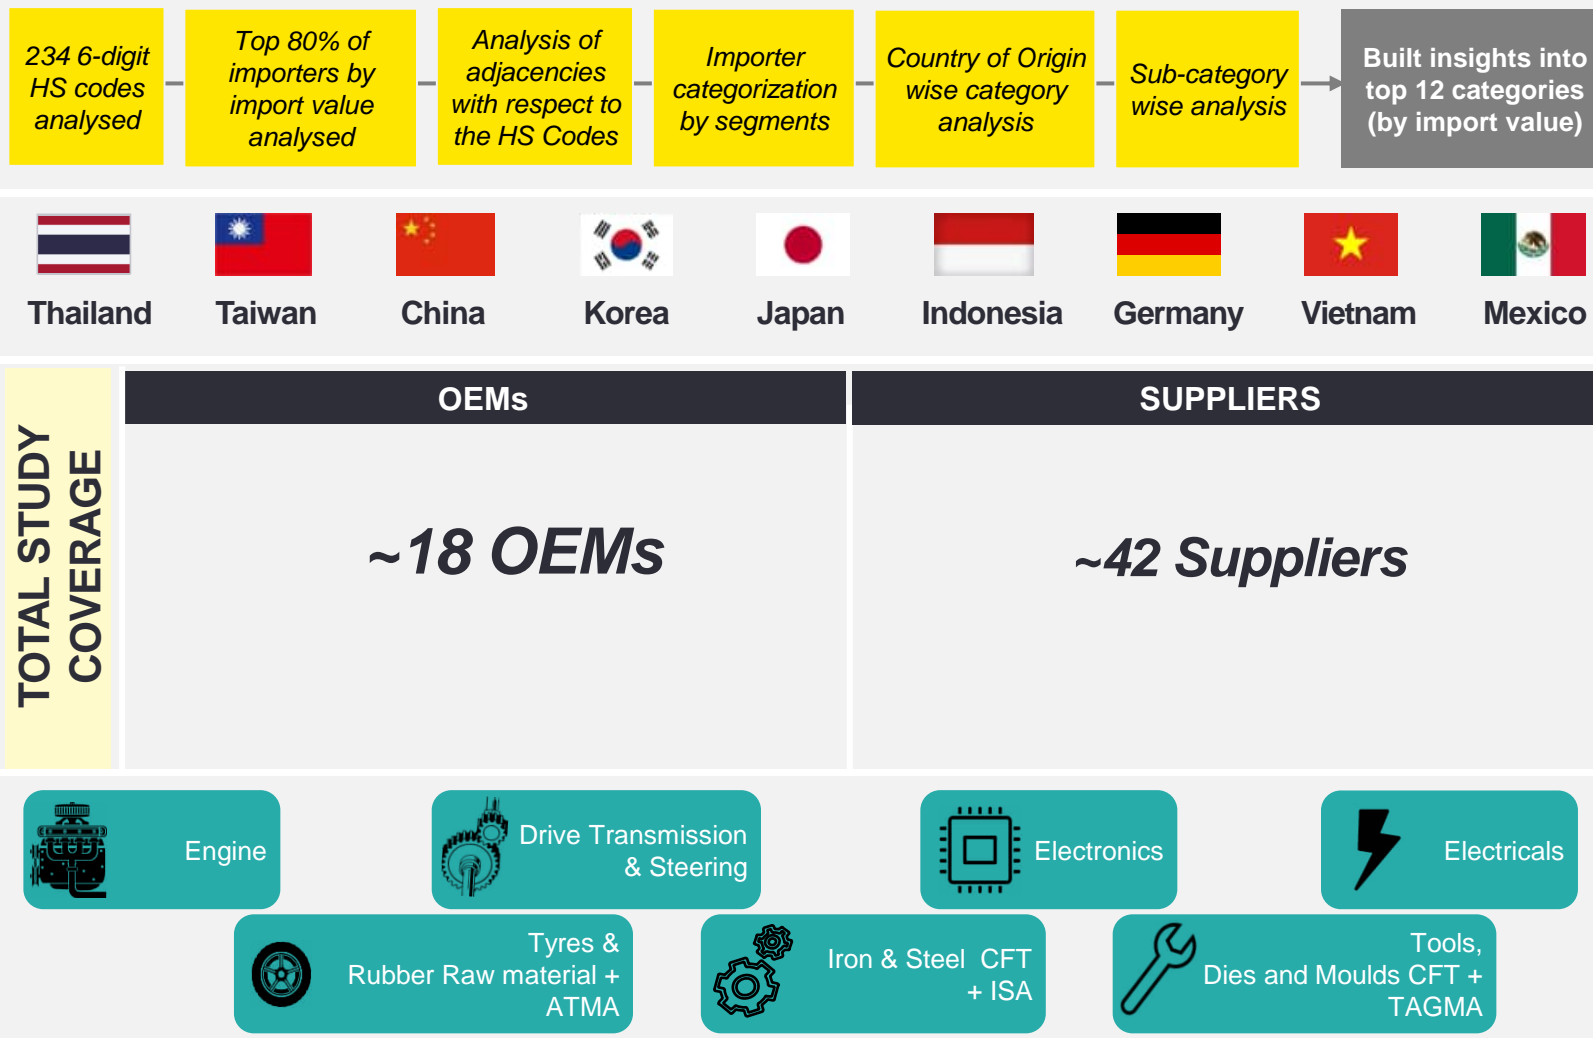 234 6-digit
HS codes
analysed
Top 80% of
importers by
import value
analysed
Analysis of
adjacencies
with respect to
the HS Codes
Importer
categorization
by segments
Country of Origin
wise category
analysis
Sub-category
wise analysis
Built insights into
top 12 categories
(by import value)
Thailand
Taiwan
China
Korea
Japan
Indonesia
Germany
Vietnam
Mexico
TOTAL STUDY
COVERAGE
OEMs
SUPPLIERS
~18 OEMs
~42 Suppliers
Engine
Drive Transmission
& Steering
Electronics
Electricals
Tyres &
Rubber Raw material +
ATMA
Iron & Steel CFT
+ ISA
Tools,
Dies and Moulds CFT +
TAGMA